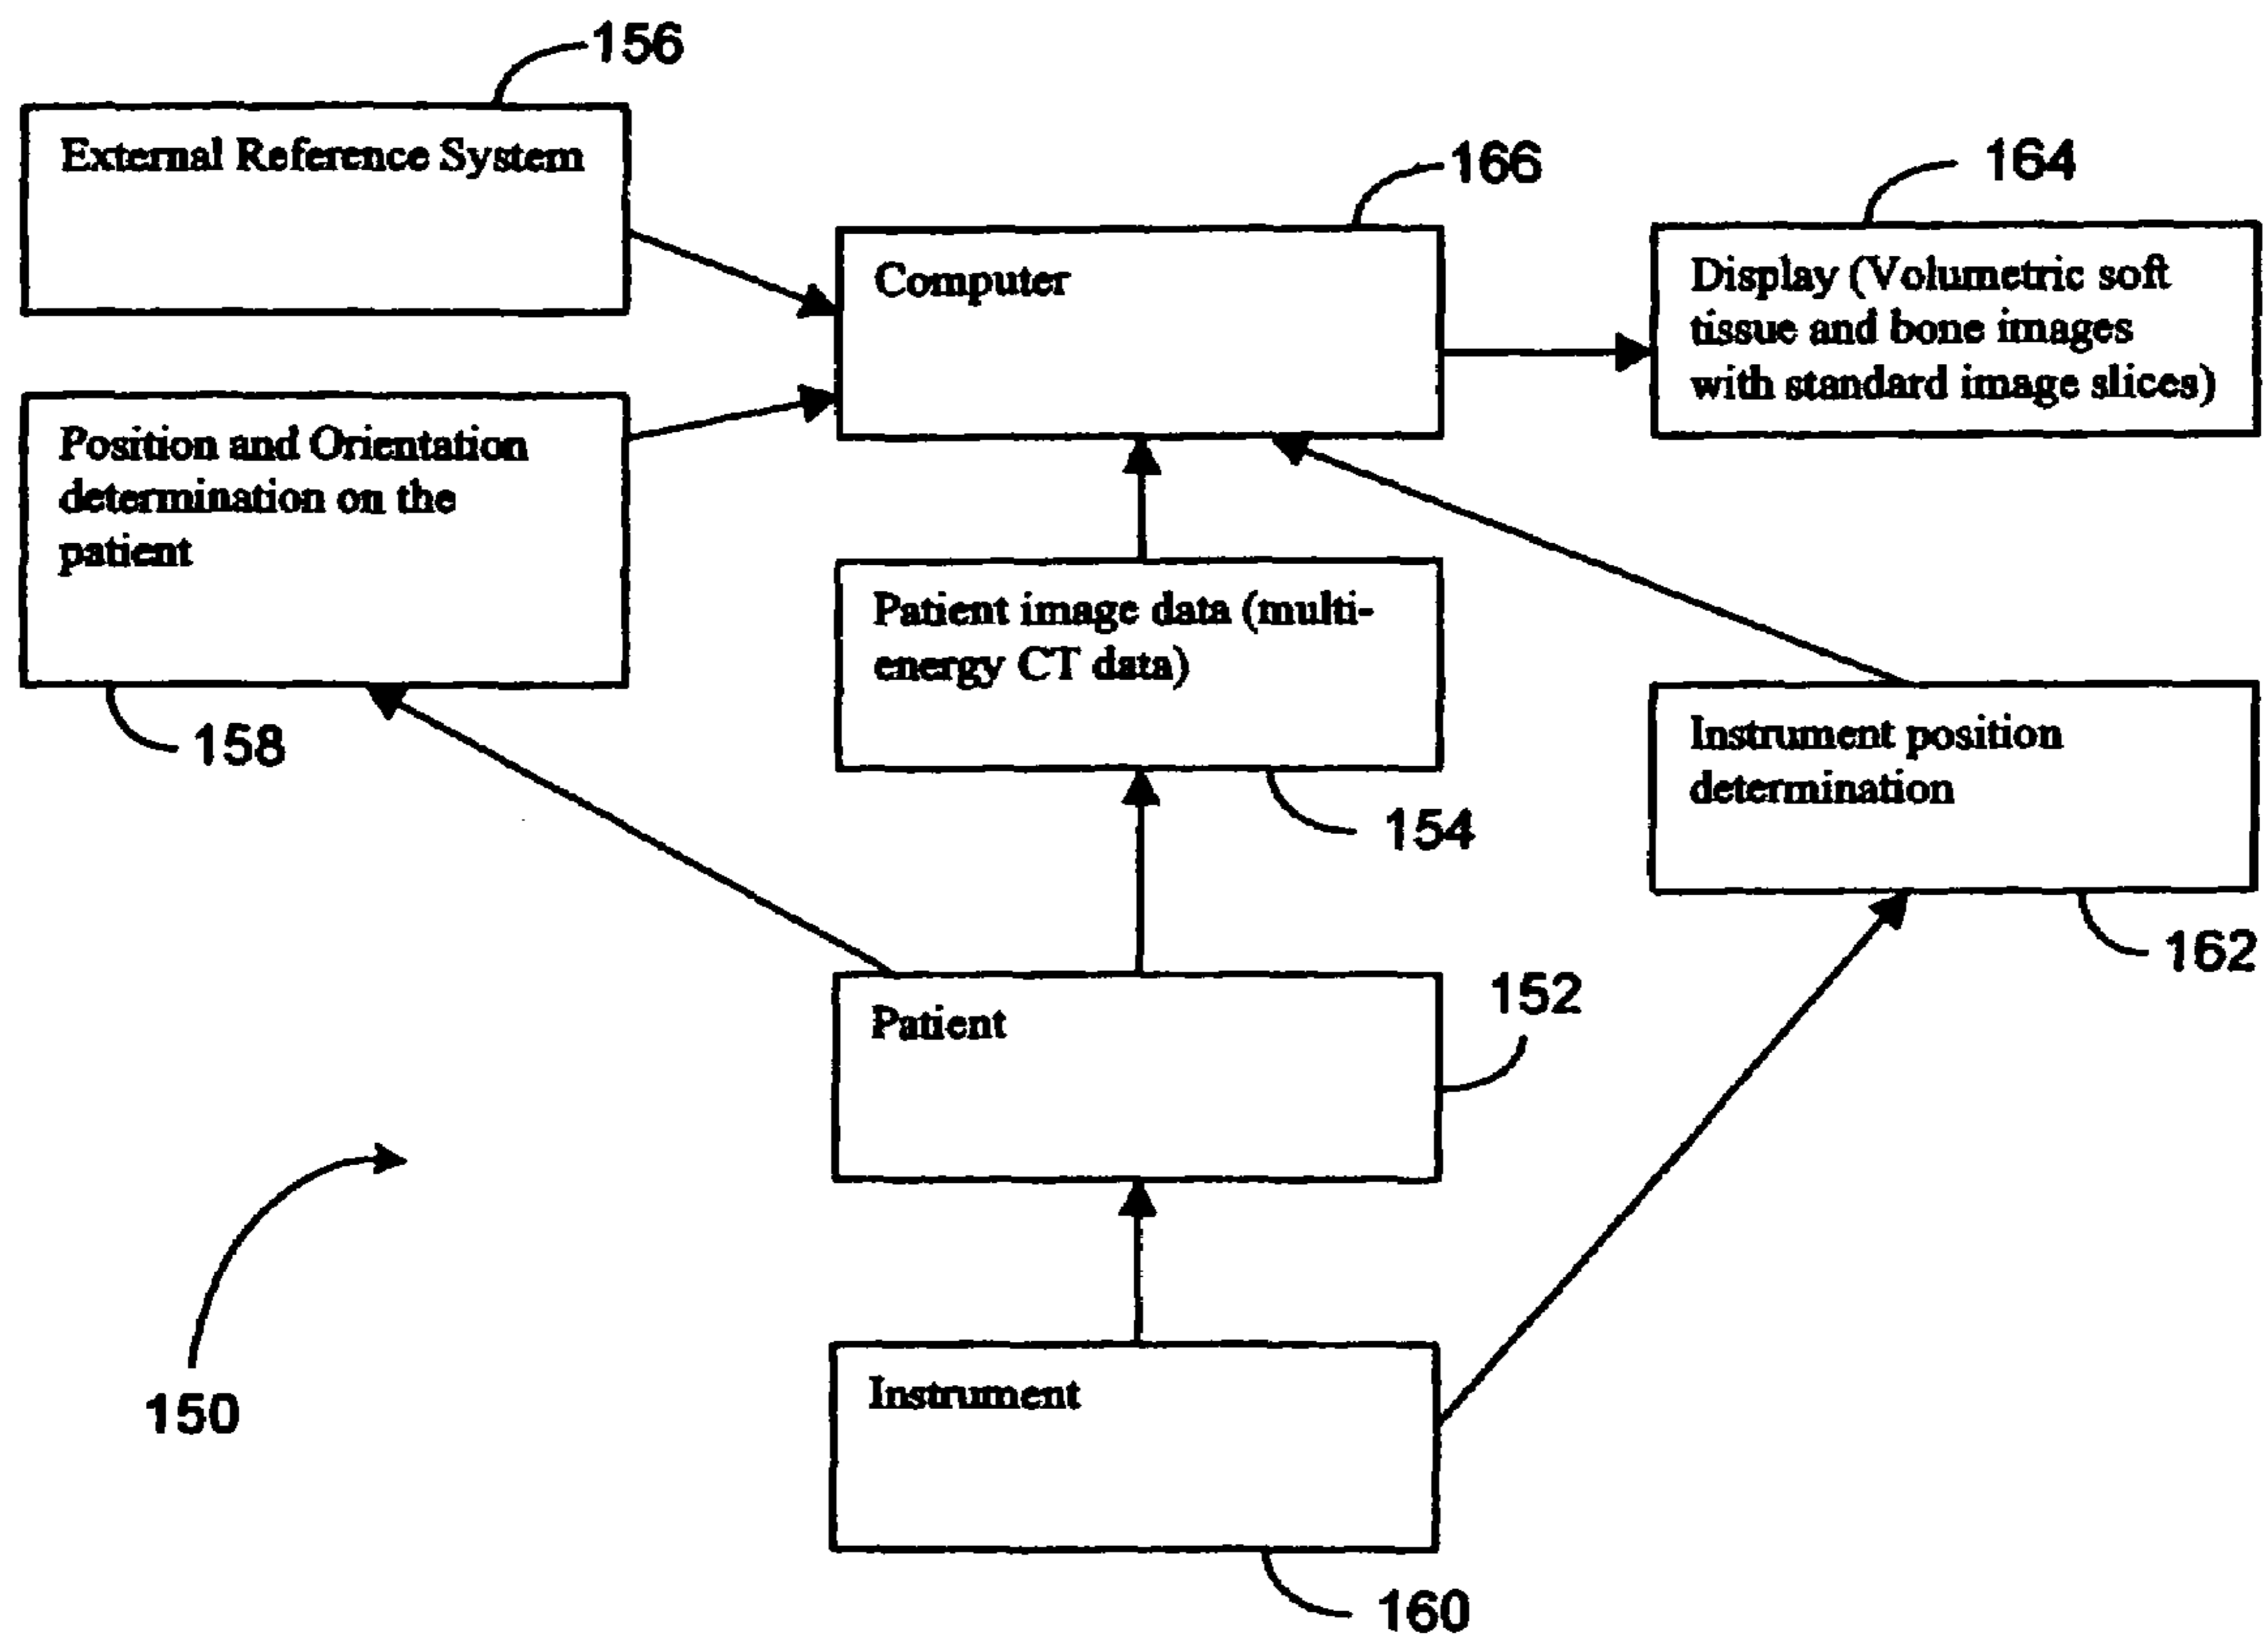 156
External Reference System
166
164
Computer
Display (Volumetric soft
tissue and bone images
with standard image slices)
Position and Orientation
determination on the
patient
158
Patient image data (multi-
energy CT data)
154
Instrument position
determination
162
Patient
152
150
Instrument
160